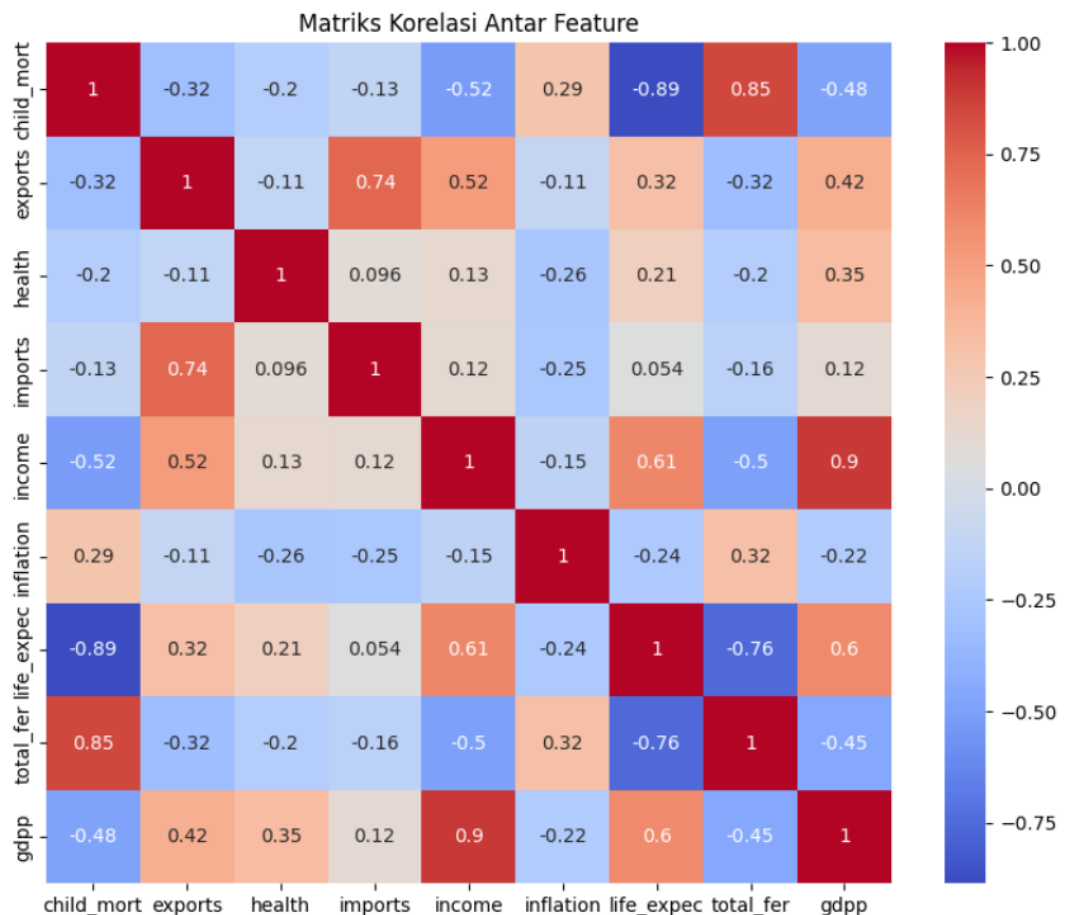 Matriks Korelasi Antar Feature
child_mort 1 -0.32 -0.2 -0.13 -0.52 0.29 -0.89 0.85 -0.48
exports -0.32 1 -0.11 0.74 0.52 -0.11 0.32 -0.32 0.42
health -0.2 -0.11 1 0.096 0.13 -0.26 0.21 -0.2 0.35
imports -0.13 0.74 0.096 1 0.12 -0.25 0.054 -0.16 0.12
income -0.52 0.52 0.13 0.12 1 -0.15 0.61 -0.5 0.9
inflation 0.29 -0.11 -0.26 -0.25 -0.15 1 -0.24 0.32 -0.22
life_expec -0.89 0.32 0.21 0.054 0.61 -0.24 1 -0.76 0.6
total_fer 0.85 -0.32 -0.2 -0.16 -0.5 0.32 -0.76 1 -0.45
gdpp -0.48 0.42 0.35 0.12 0.9 -0.22 0.6 -0.45 1
child_mort exports health imports income inflation life_expec total_fer gdpp
1.00
0.75
0.50
0.25
0.00
−0.25
−0.50
−0.75